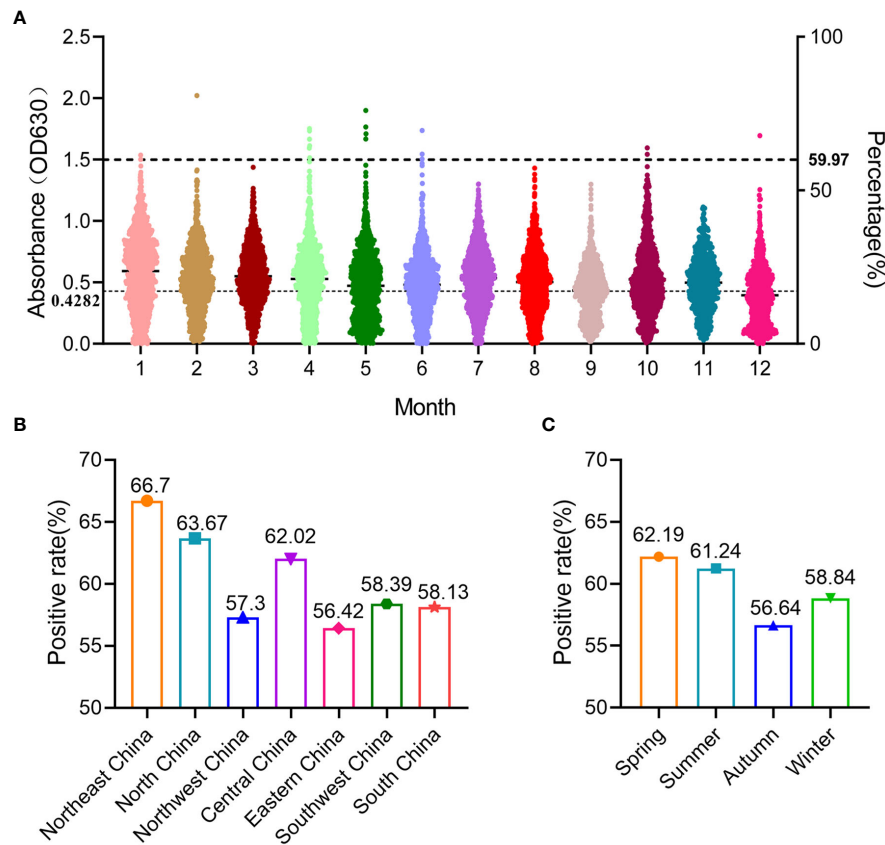 A
2.5
2.0
1.5
1.0
0.5
0.4282
0.0
Absorbance（OD630）
100
59.97
50
0
Percentage(%)
1 2 3 4 5 6 7 8 9 10 11 12
Month
B
70
65
60
55
50
Positive rate(%)
66.7
63.67
57.3
62.02
56.42
58.39
58.13
Northeast China
North China
Northwest China
Central China
Eastern China
Southwest China
South China
C
70
65
60
55
50
Positive rate(%)
62.19
61.24
56.64
58.84
Spring
Summer
Autumn
Winter